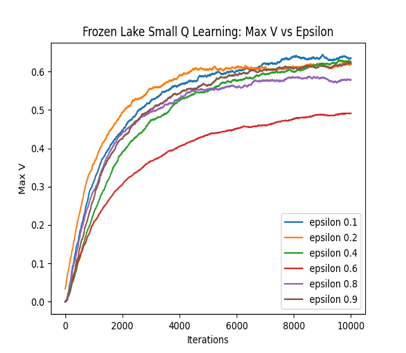 Frozen Lake Small Q Learning: Max V vs Epsilon
Max V
0.6
0.5
0.4
0.3
0.2
0.1
0.0
0 2000 4000 6000 8000 10000
Iterations
epsilon 0.1
epsilon 0.2
epsilon 0.4
epsilon 0.6
epsilon 0.8
epsilon 0.9